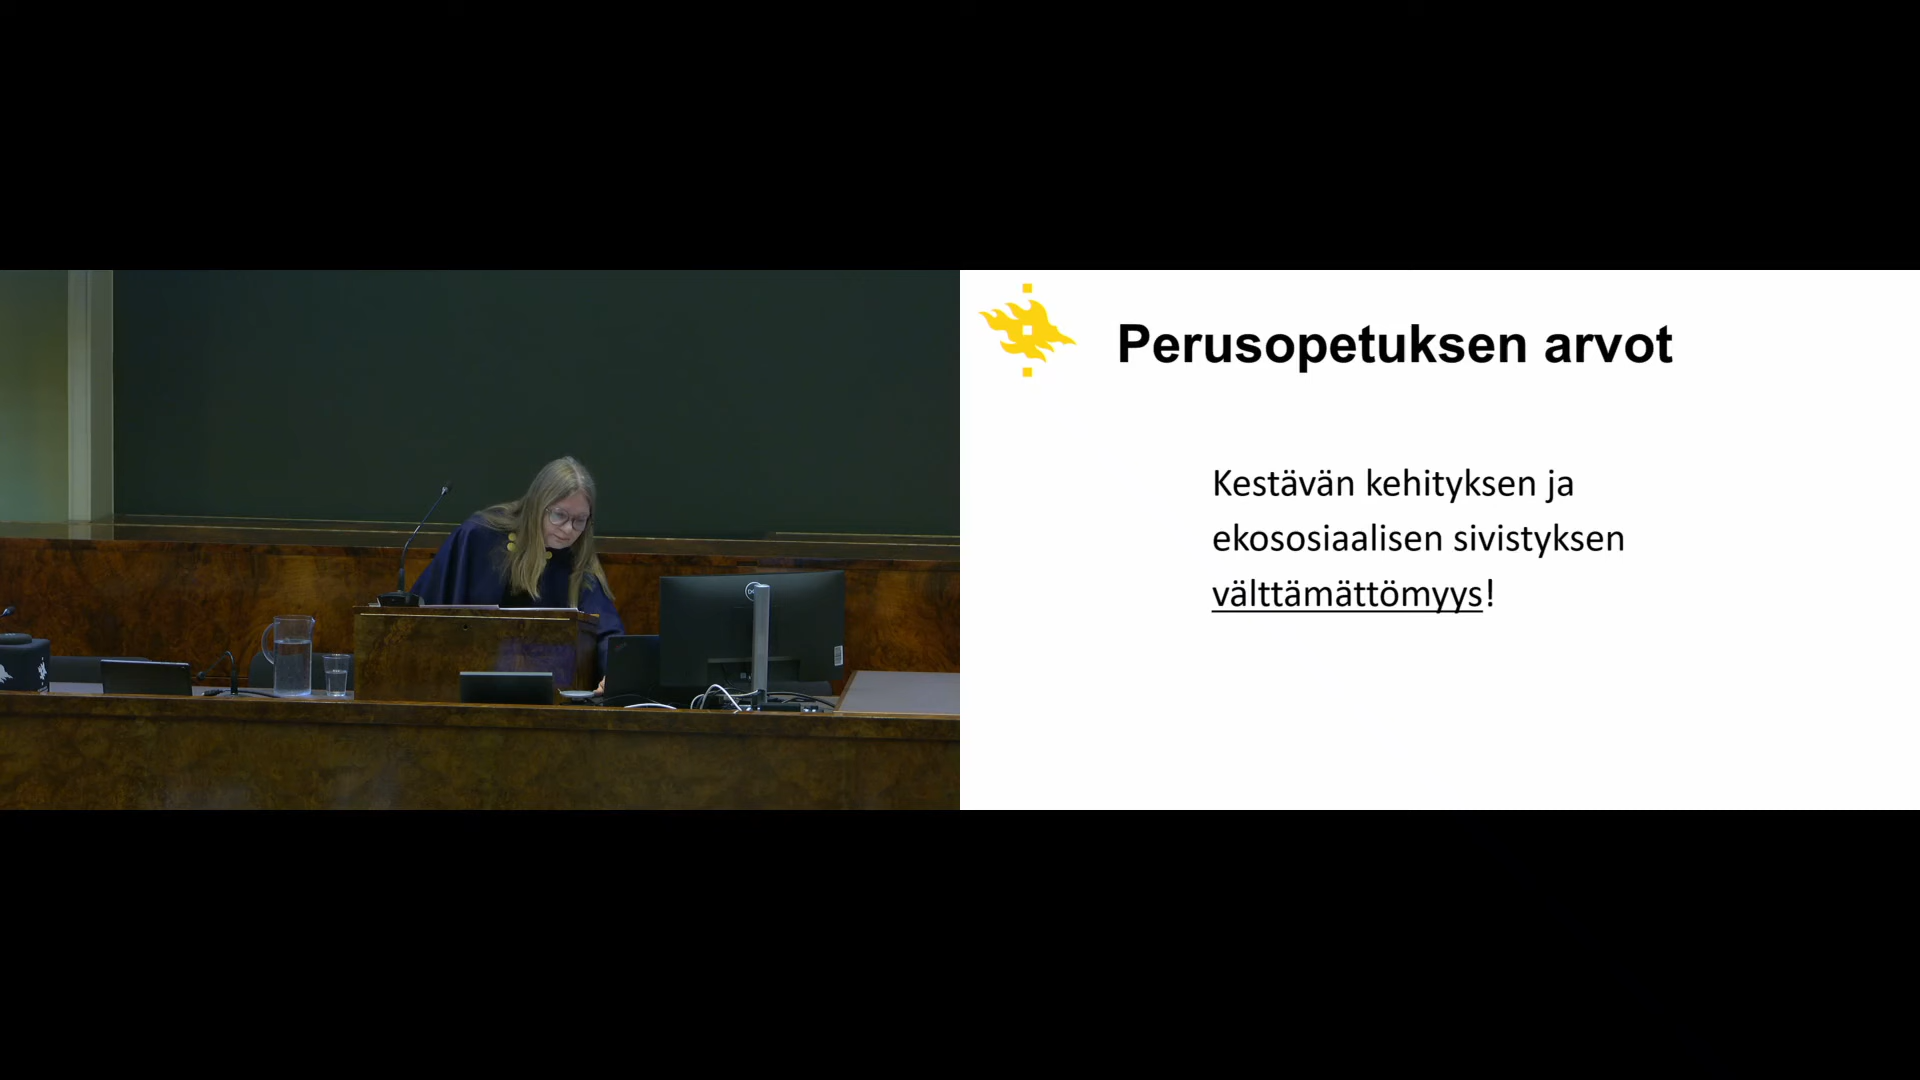 Perusopetuksen arvot
Kestävän kehityksen ja
ekososiaalisen sivistyksen
välttämättömyys!